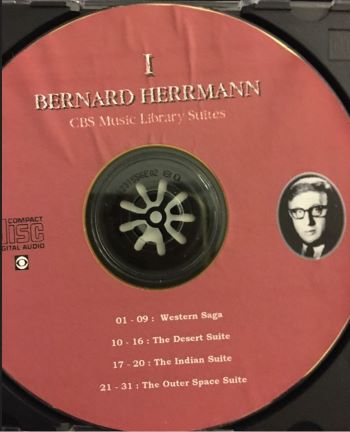 I
BERNARD HERRMANN
CBS Music Library Suites
COMPACT
disc
DIGITAL AUDIO
01 - 09 : Western Saga
10 - 16 : The Desert Suite
17 - 20 : The Indian Suite
21 - 31 : The Outer Space Suite